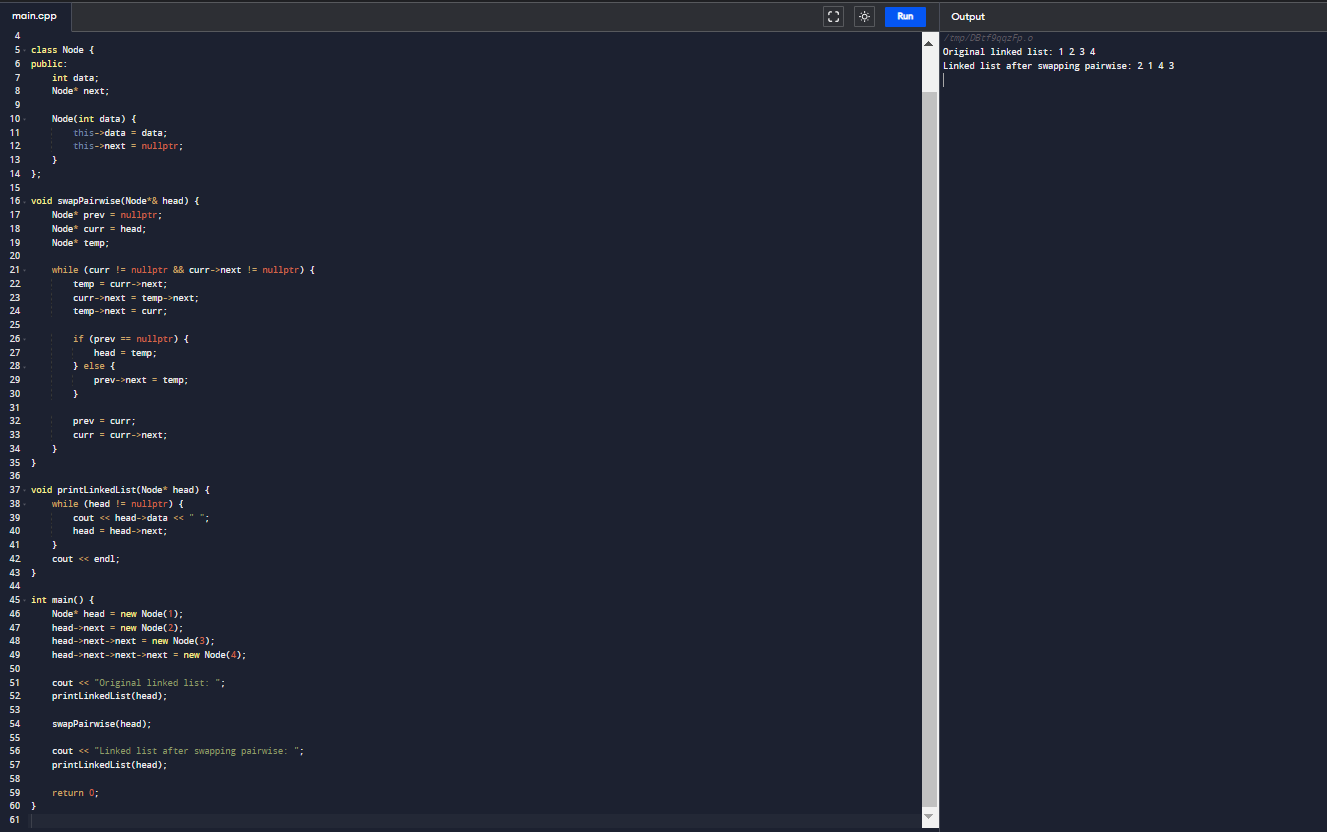 main.cpp
Run
Output
4
5 class Node {
6 public:
7     int data;
8     Node* next;
9
10     Node(int data) {
11         this->data = data;
12         this->next = nullptr;
13     }
14 };
15
16 void swapPairwise(Node*& head) {
17     Node* prev = nullptr;
18     Node* curr = head;
19     Node* temp;
20
21     while (curr != nullptr && curr->next != nullptr) {
22         temp = curr->next;
23         curr->next = temp->next;
24         temp->next = curr;
25
26         if (prev == nullptr) {
27             head = temp;
28         } else {
29             prev->next = temp;
30         }
31
32         prev = curr;
33         curr = curr->next;
34     }
35 }
36
37 void printLinkedList(Node* head) {
38     while (head != nullptr) {
39         cout << head->data << " ";
40         head = head->next;
41     }
42     cout << endl;
43 }
44
45 int main() {
46     Node* head = new Node(1);
47     head->next = new Node(2);
48     head->next->next = new Node(3);
49     head->next->next->next = new Node(4);
50
51     cout << "Original linked list: ";
52     printLinkedList(head);
53
54     swapPairwise(head);
55
56     cout << "Linked list after swapping pairwise: ";
57     printLinkedList(head);
58
59     return 0;
60 }
61
/tmp/DBtf9qqzFp.o
Original linked list: 1 2 3 4
Linked list after swapping pairwise: 2 1 4 3